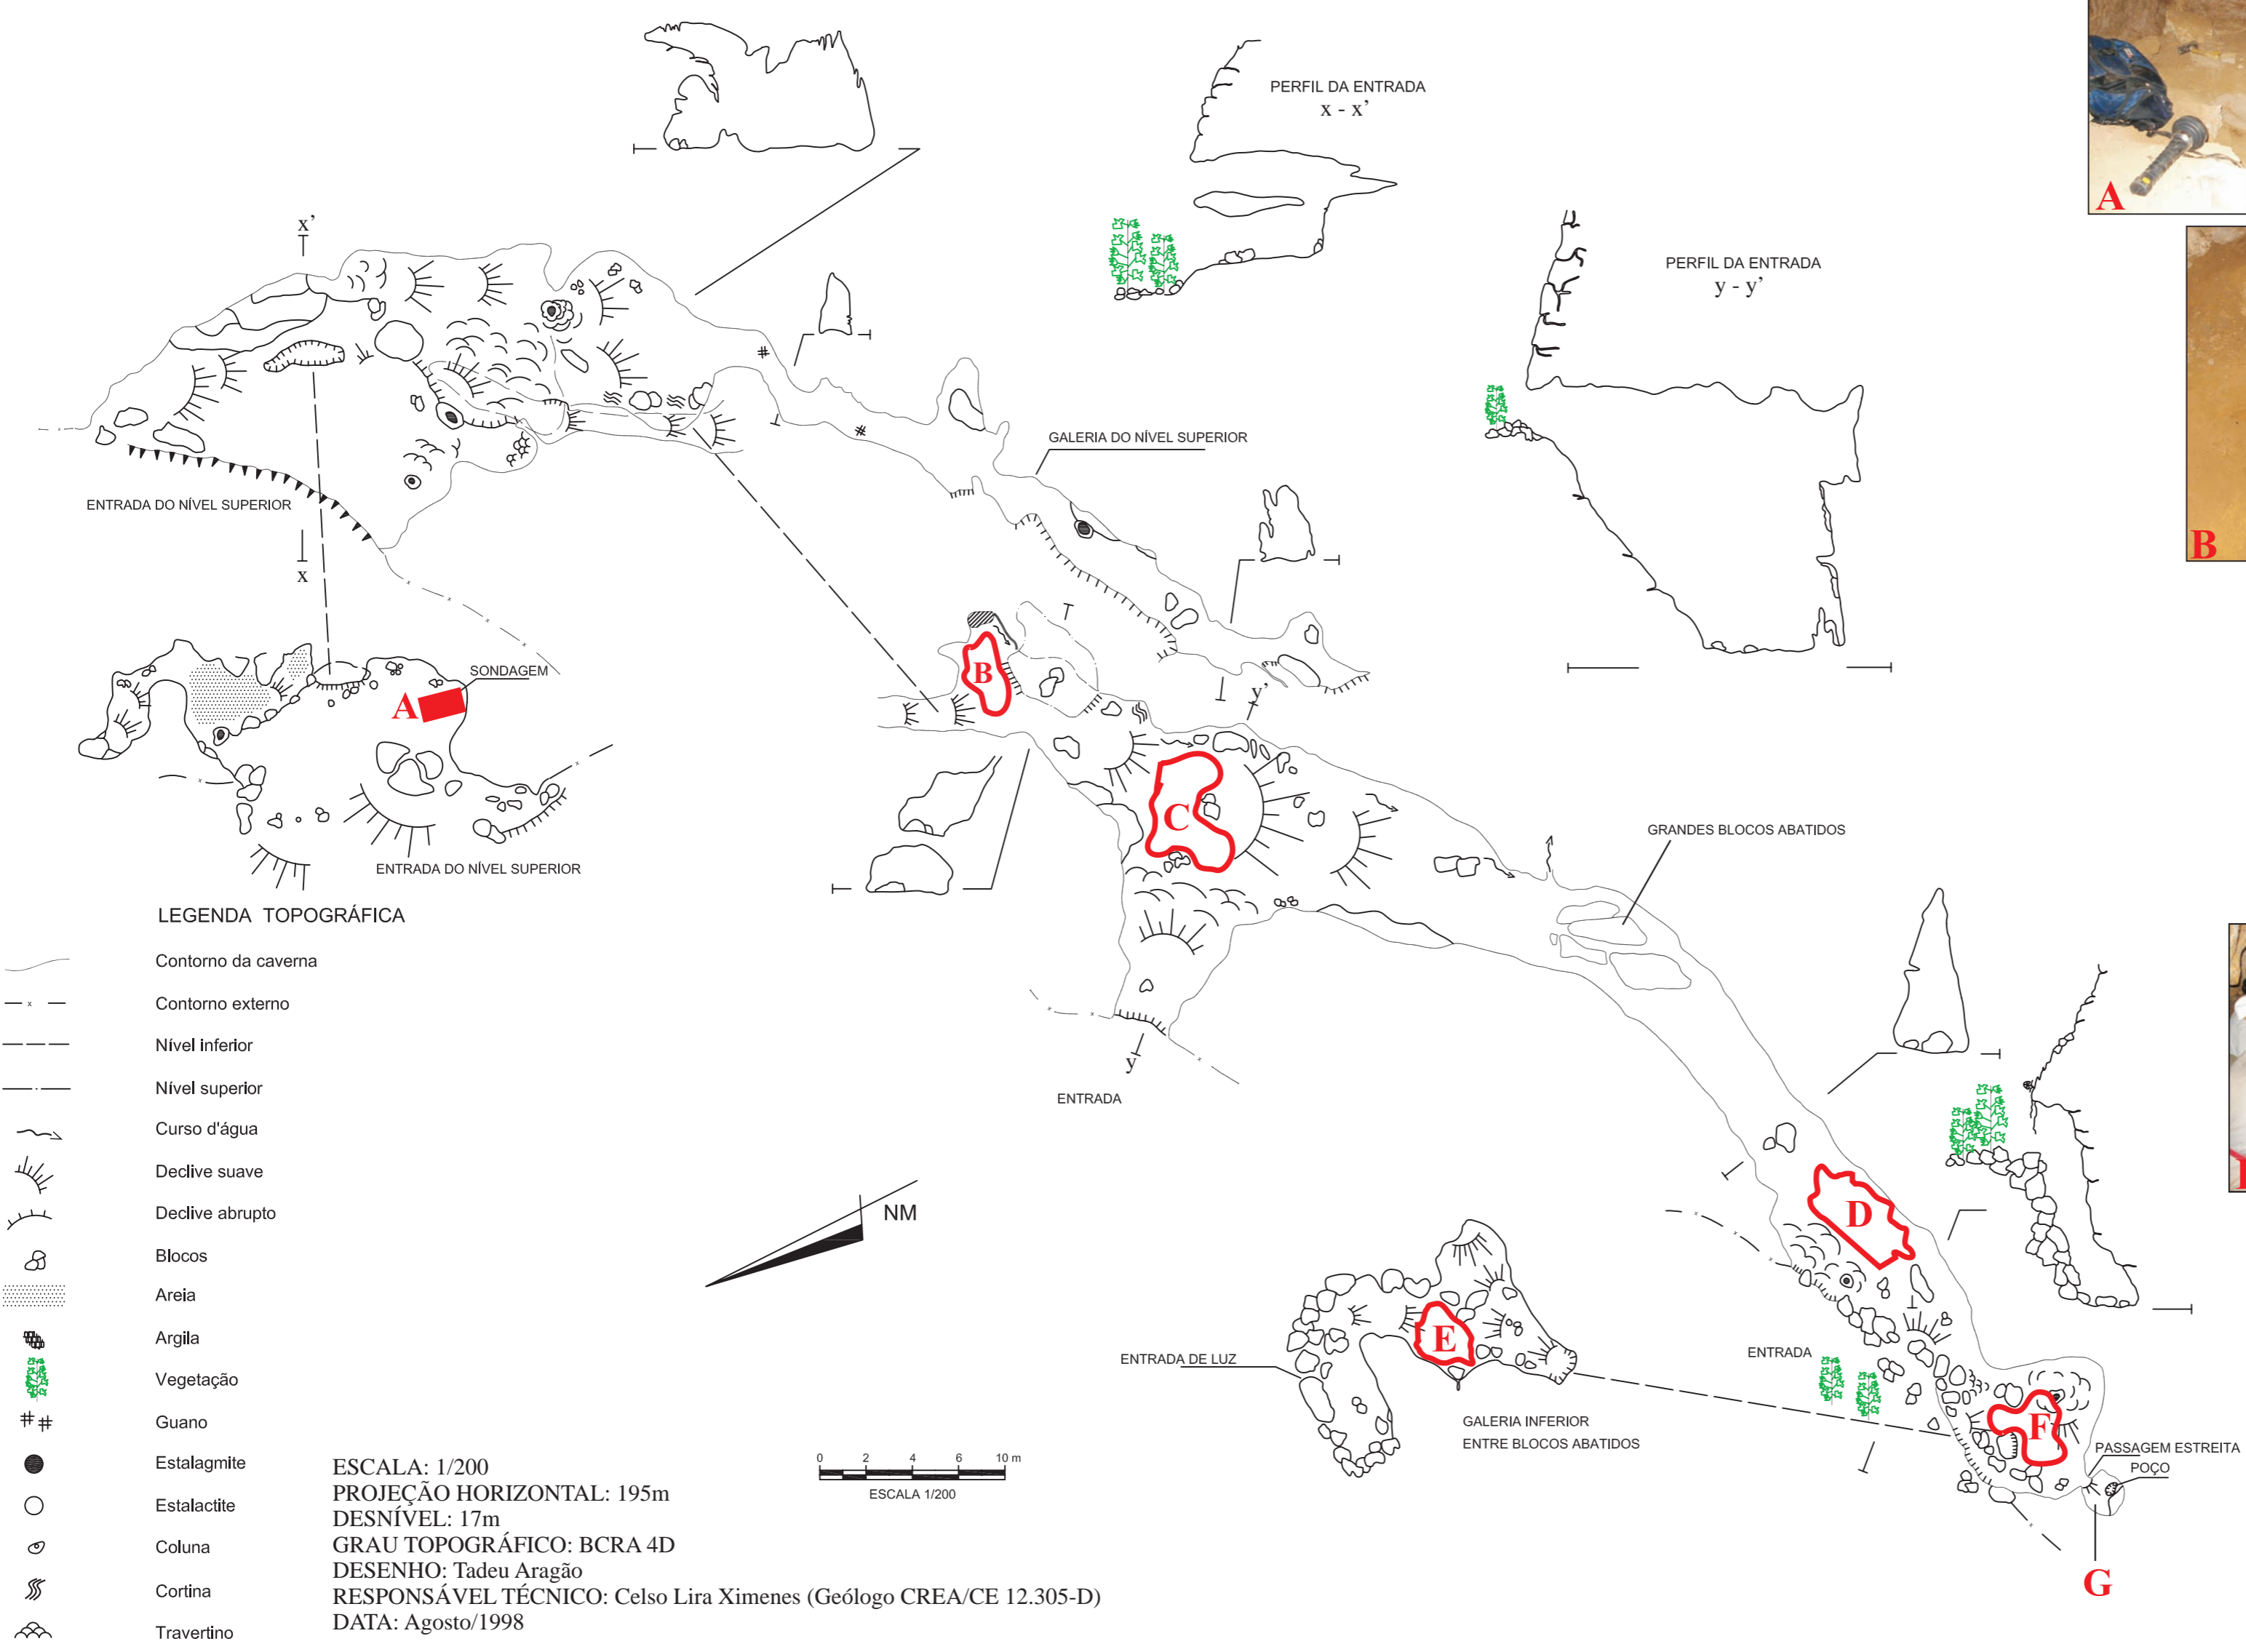 PERFIL DA ENTRADA
x - x’
A
PERFIL DA ENTRADA
y - y’
x’
GALERIA DO NÍVEL SUPERIOR
ENTRADA DO NÍVEL SUPERIOR
x
B
SONDAGEM
A
B
y’
C
ENTRADA DO NÍVEL SUPERIOR
GRANDES BLOCOS ABATIDOS
y
ENTRADA
LEGENDA TOPOGRÁFICA
Contorno da caverna
Contorno externo
Nível inferior
Nível superior
Curso d'água
Declive suave
Declive abrupto
Blocos
Areia
Argila
Vegetação
Guano
Estalagmite
Estalactite
Coluna
Cortina
Travertino
NM
D
E
ENTRADA DE LUZ
ENTRADA
GALERIA INFERIOR
ENTRE BLOCOS ABATIDOS
F
PASSAGEM ESTREITA
POÇO
G
0 2 4 6 10 m
ESCALA 1/200
ESCALA: 1/200
PROJEÇÃO HORIZONTAL: 195m
DESNÍVEL: 17m
GRAU TOPOGRÁFICO: BCRA 4D
DESENHO: Tadeu Aragão
RESPONSÁVEL TÉCNICO: Celso Lira Ximenes (Geólogo CREA/CE 12.305-D)
DATA: Agosto/1998